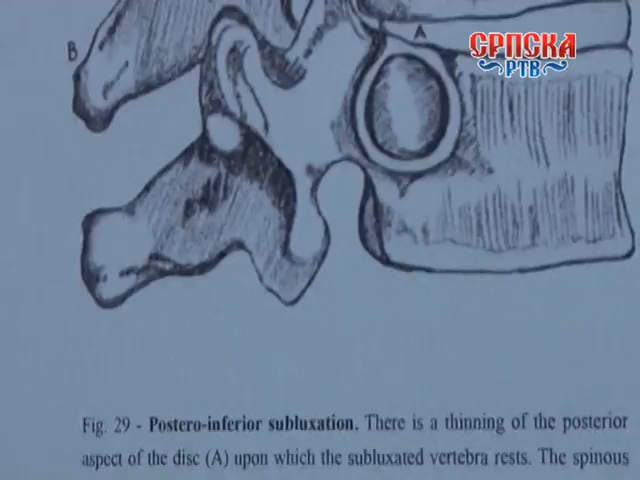 A
B
СРПСКА
РТВ
Fig. 29 - Postero-inferior subluxation. There is a thinning of the posterior
aspect of the disc (A) upon which the subluxated vertebra rests. The spinous